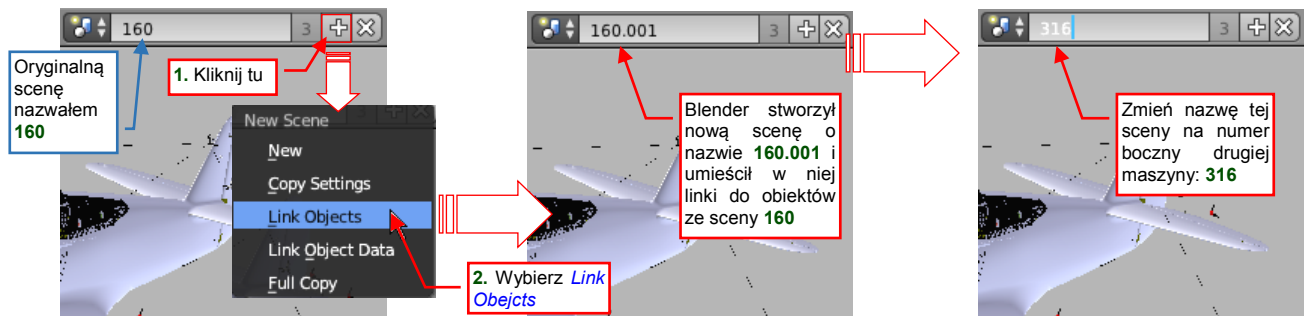 160
3
Oryginalną
scenę
nazwałem
160
1. Kliknij tu
New Scene
New
Copy Settings
Link Objects
Link Object Data
Full Copy
2. Wybierz Link
Obejcts
160.001
3
Blender stworzył
nową scenę o
nazwie 160.001 i
umieścił w niej
linki do obiektów
ze sceny 160
316
3
Zmień nazwę tej
sceny na numer
boczny drugiej
maszyny: 316